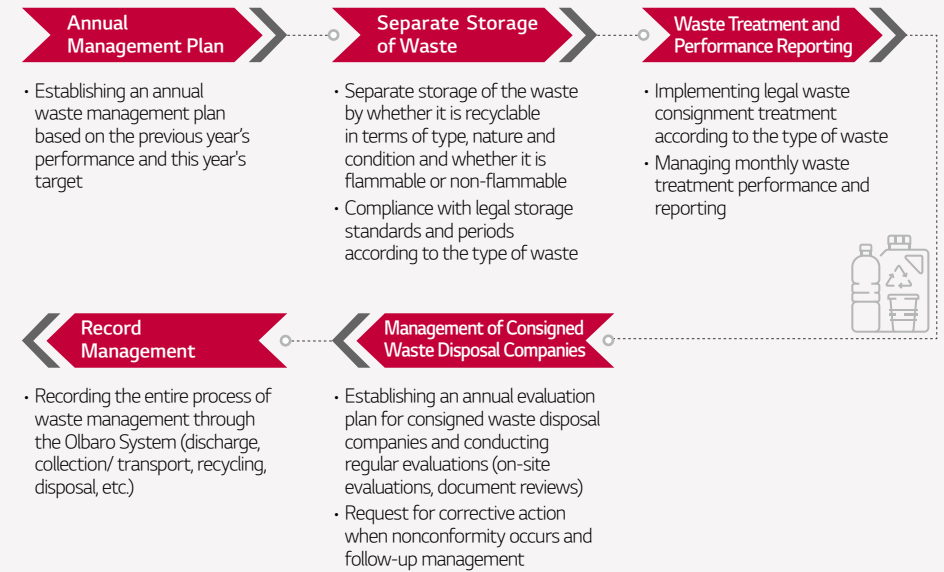 Annual
Management Plan
• Establishing an annual
waste management plan
based on the previous year's
performance and this year's
target
Separate Storage
of Waste
• Separate storage of the waste
by whether it is recyclable
in terms of type, nature and
condition and whether it is
flammable or non-flammable
• Compliance with legal storage
standards and periods
according to the type of waste
Waste Treatment and
Performance Reporting
• Implementing legal waste
consignment treatment
according to the type of waste
• Managing monthly waste
treatment performance and
reporting
Management of Consigned
Waste Disposal Companies
• Establishing an annual evaluation
plan for consigned waste disposal
companies and conducting
regular evaluations (on-site
evaluations, document reviews)
• Request for corrective action
when nonconformity occurs and
follow-up management
Record
Management
• Recording the entire process of
waste management through
the Olbaro System (discharge,
collection/ transport, recycling,
disposal, etc.)